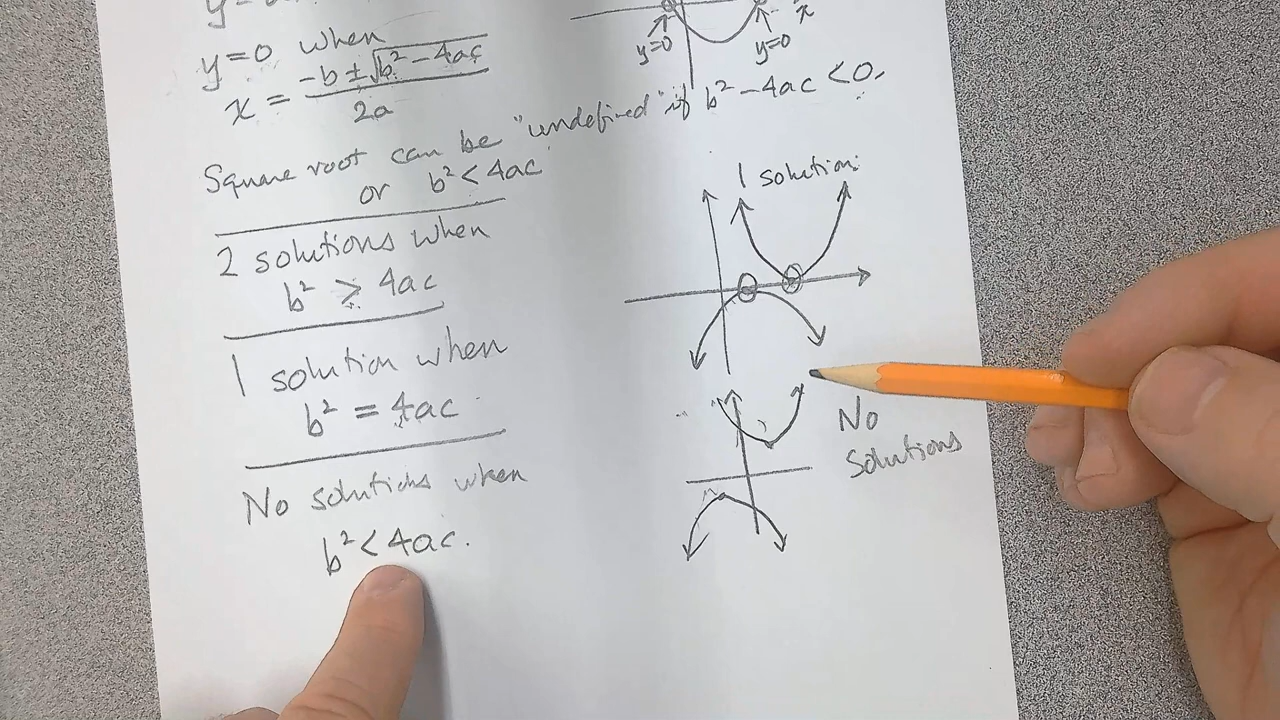 y=0 when
x = -b ± √b² - 4ac / 2a
y=0
y=0
x
Square root can be "undefined" if b² - 4ac < 0.
or b² < 4ac
2 solutions when
b² > 4ac
1 solution when
b² = 4ac
No solutions when
b² < 4ac.
1 solution:
No
Solutions